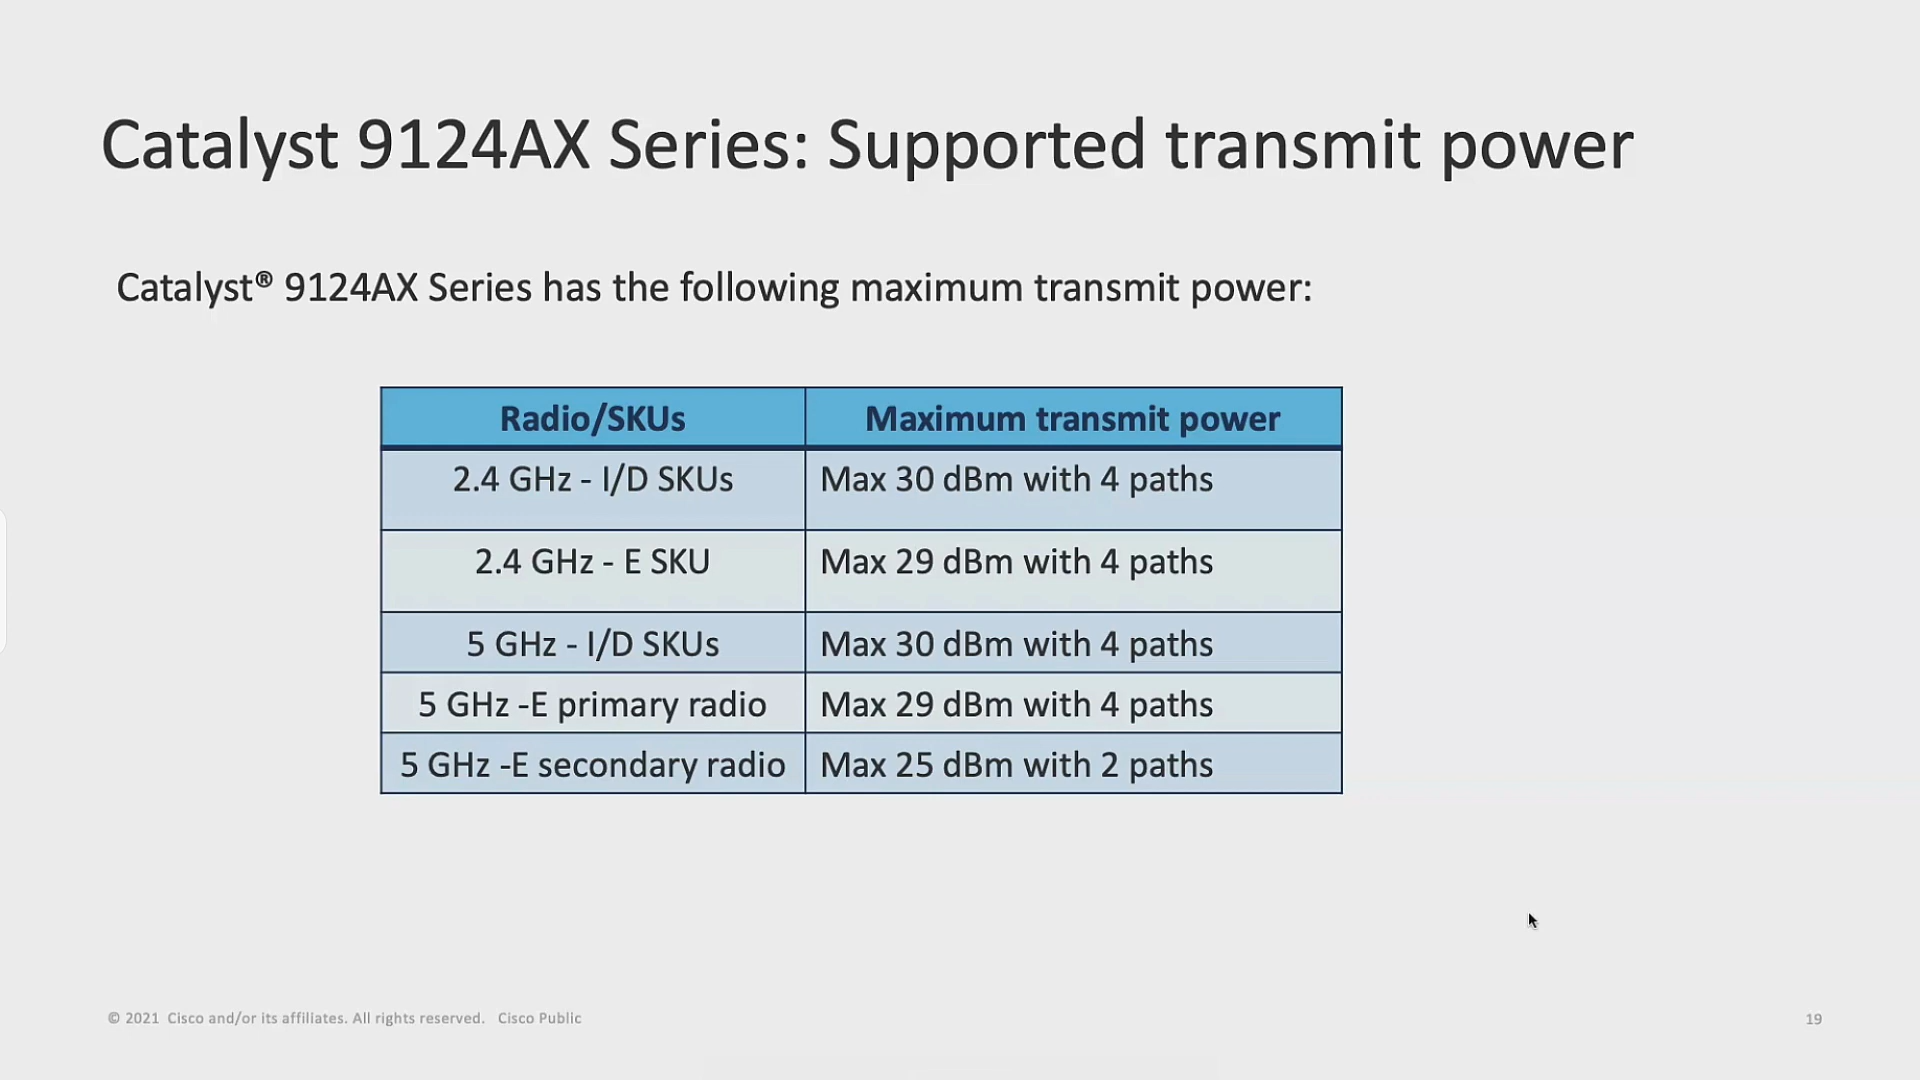 Catalyst 9124AX Series: Supported transmit power
Catalyst® 9124AX Series has the following maximum transmit power:
Radio/SKUs Maximum transmit power
2.4 GHz - I/D SKUs Max 30 dBm with 4 paths
2.4 GHz - E SKU Max 29 dBm with 4 paths
5 GHz - I/D SKUs Max 30 dBm with 4 paths
5 GHz -E primary radio Max 29 dBm with 4 paths
5 GHz -E secondary radio Max 25 dBm with 2 paths
© 2021 Cisco and/or its affiliates. All rights reserved. Cisco Public 19